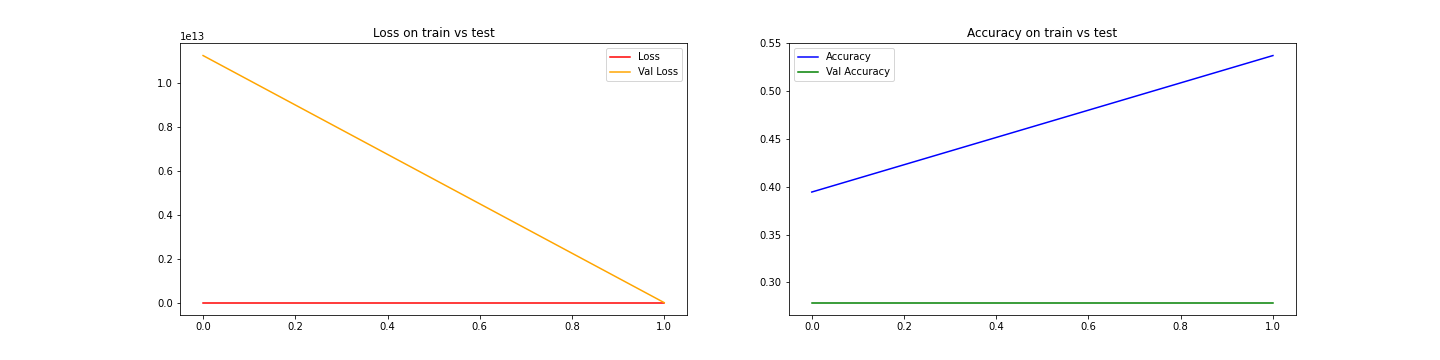 Loss on train vs test
1e13
Loss
Val Loss
1.0
0.8
0.6
0.4
0.2
0.0
0.0 0.2 0.4 0.6 0.8 1.0
Accuracy on train vs test
Accuracy
Val Accuracy
0.55
0.50
0.45
0.40
0.35
0.30
0.0 0.2 0.4 0.6 0.8 1.0